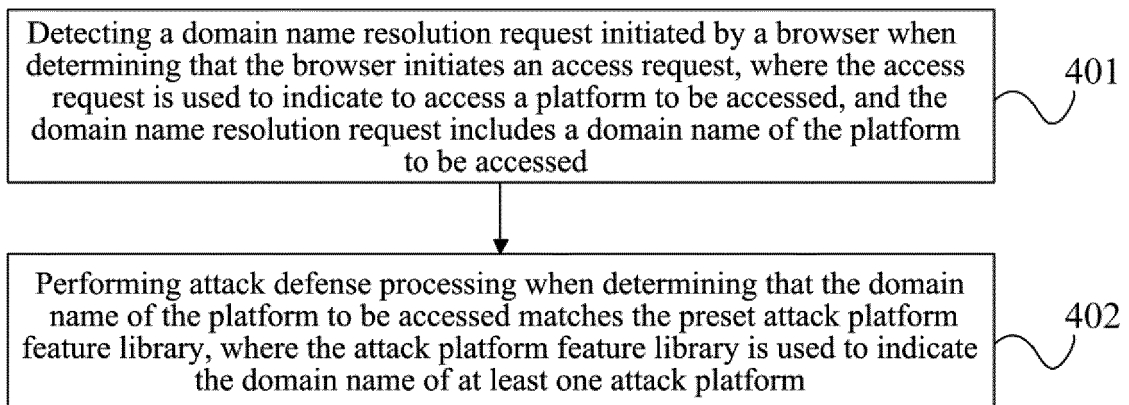 Detecting a domain name resolution request initiated by a browser when
determining that the browser initiates an access request, where the access
request is used to indicate to access a platform to be accessed, and the
domain name resolution request includes a domain name of the platform
to be accessed
401
Performing attack defense processing when determining that the domain
name of the platform to be accessed matches the preset attack platform
feature library, where the attack platform feature library is used to indicate
the domain name of at least one attack platform
402